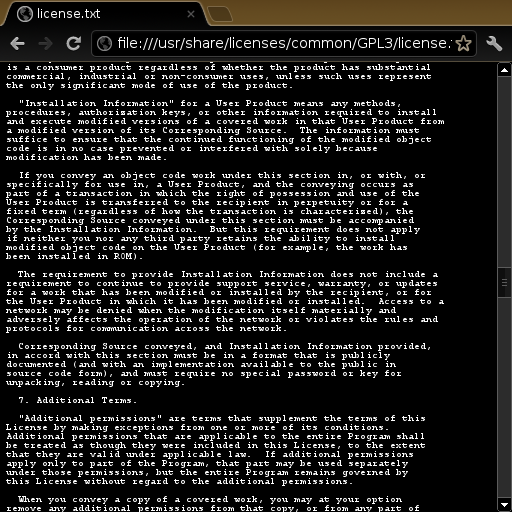 license.txt
file:///usr/share/licenses/common/GPL3/license.
is a consumer product regardless of whether the product has substantial
commercial, industrial or non-consumer uses, unless such uses represent
the only significant mode of use of the product.
"Installation Information" for a User Product means any methods,
procedures, authorization keys, or other information required to install
and execute modified versions of a covered work in that User Product from
a modified version of its Corresponding Source.  The information must
suffice to ensure that the continued functioning of the modified object
code is in no case prevented or interfered with solely because
modification has been made.
If you convey an object code work under this section in, or with, or
specifically for use in, a User Product, and the conveying occurs as
part of a transaction in which the right of possession and use of the
User Product is transferred to the recipient in perpetuity or for a
fixed term (regardless of how the transaction is characterized), the
Corresponding Source conveyed under this section must be accompanied
by the Installation Information.  But this requirement does not apply
if neither you nor any third party retains the ability to install
modified object code on the User Product (for example, the work has
been installed in ROM).
The requirement to provide Installation Information does not include a
requirement to continue to provide support service, warranty, or updates
for a work that has been modified or installed by the recipient, or for
the User Product in which it has been modified or installed.  Access to a
network may be denied when the modification itself materially and
adversely affects the operation of the network or violates the rules and
protocols for communication across the network.
Corresponding Source conveyed, and Installation Information provided,
in accord with this section must be in a format that is publicly
documented (and with an implementation available to the public in
source code form), and must require no special password or key for
unpacking, reading or copying.
7. Additional Terms.
"Additional permissions" are terms that supplement the terms of this
License by making exceptions from one or more of its conditions.
Additional permissions that are applicable to the entire Program shall
be treated as though they were included in this License, to the extent
that they are valid under applicable law.  If additional permissions
apply only to part of the Program, that part may be used separately
under those permissions, but the entire Program remains governed by
this License without regard to the additional permissions.
When you convey a copy of a covered work, you may at your option
remove any additional permissions from that copy, or from any part of